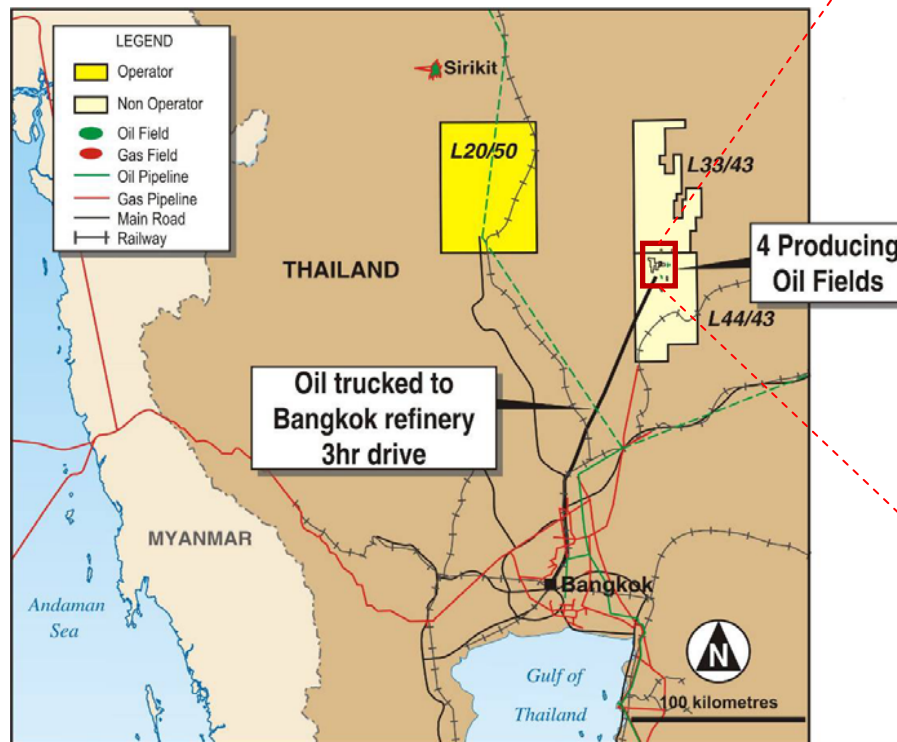 LEGEND
Operator
Non Operator
Oil Field
Gas Field
Oil Pipeline
Gas Pipeline
Main Road
Railway
Sirikit
L20/50
L33/43
THAILAND
4 Producing
Oil Fields
L44/43
Oil trucked to
Bangkok refinery
3hr drive
MYANMAR
Bangkok
Andaman
Sea
N
Gulf of
Thailand
100 kilometres